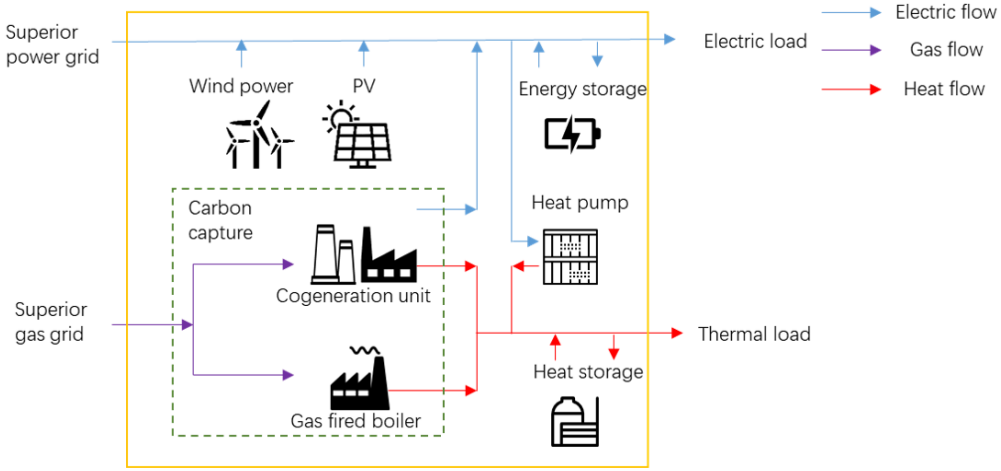 Superior
power grid
Electric load
Electric flow
Gas flow
Heat flow
Wind power
PV
Energy storage
Carbon
capture
Heat pump
Cogeneration unit
Superior
gas grid
Thermal load
Heat storage
Gas fired boiler